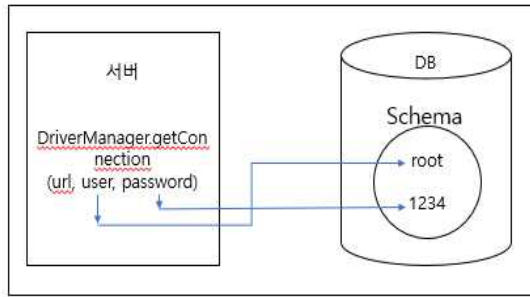 서버
DriverManager.getCon
nection
(url, user, password)
DB
Schema
root
1234